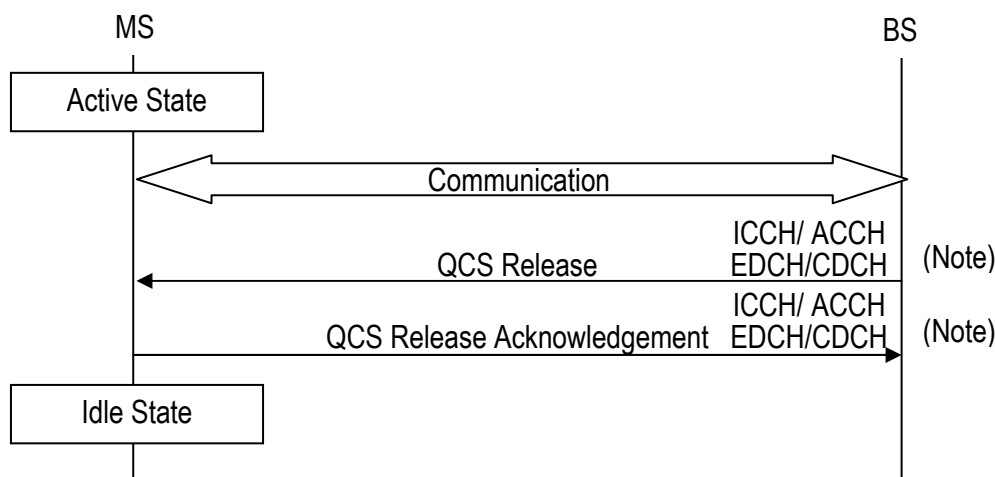 MS
BS
Active State
Communication
ICCH/ ACCH
QCS Release EDCH/CDCH (Note)
ICCH/ ACCH
QCS Release Acknowledgement EDCH/CDCH (Note)
Idle State